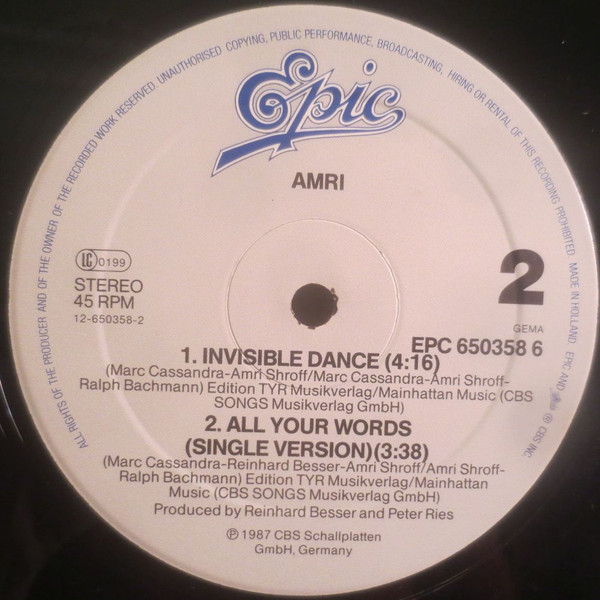 ALL RIGHTS OF THE PRODUCER AND OF THE OWNER OF THE RECORDED WORK RESERVED. UNAUTHORISED COPYING, PUBLIC PERFORMANCE, BROADCASTING, HIRING OR RENTAL OF THIS RECORDING PROHIBITED. MADE IN HOLLAND EPIC AND ® CBS INC.
Epic
AMRI
LC 0199
STEREO
45 RPM
12-650358-2
2
GEMA
EPC 650358 6
1. INVISIBLE DANCE (4:16)
(Marc Cassandra-Amri Shroff/Marc Cassandra-Amri Shroff-
Ralph Bachmann) Edition TYR Musikverlag/Mainhattan Music (CBS
SONGS Musikverlag GmbH)
2. ALL YOUR WORDS
(SINGLE VERSION)(3:38)
(Marc Cassandra-Reinhard Besser-Amri Shroff/Amri Shroff-
Ralph Bachmann) Edition TYR Musikverlag/Mainhattan
Music (CBS SONGS Musikverlag GmbH)
Produced by Reinhard Besser and Peter Ries
℗ 1987 CBS Schallplatten
GmbH, Germany